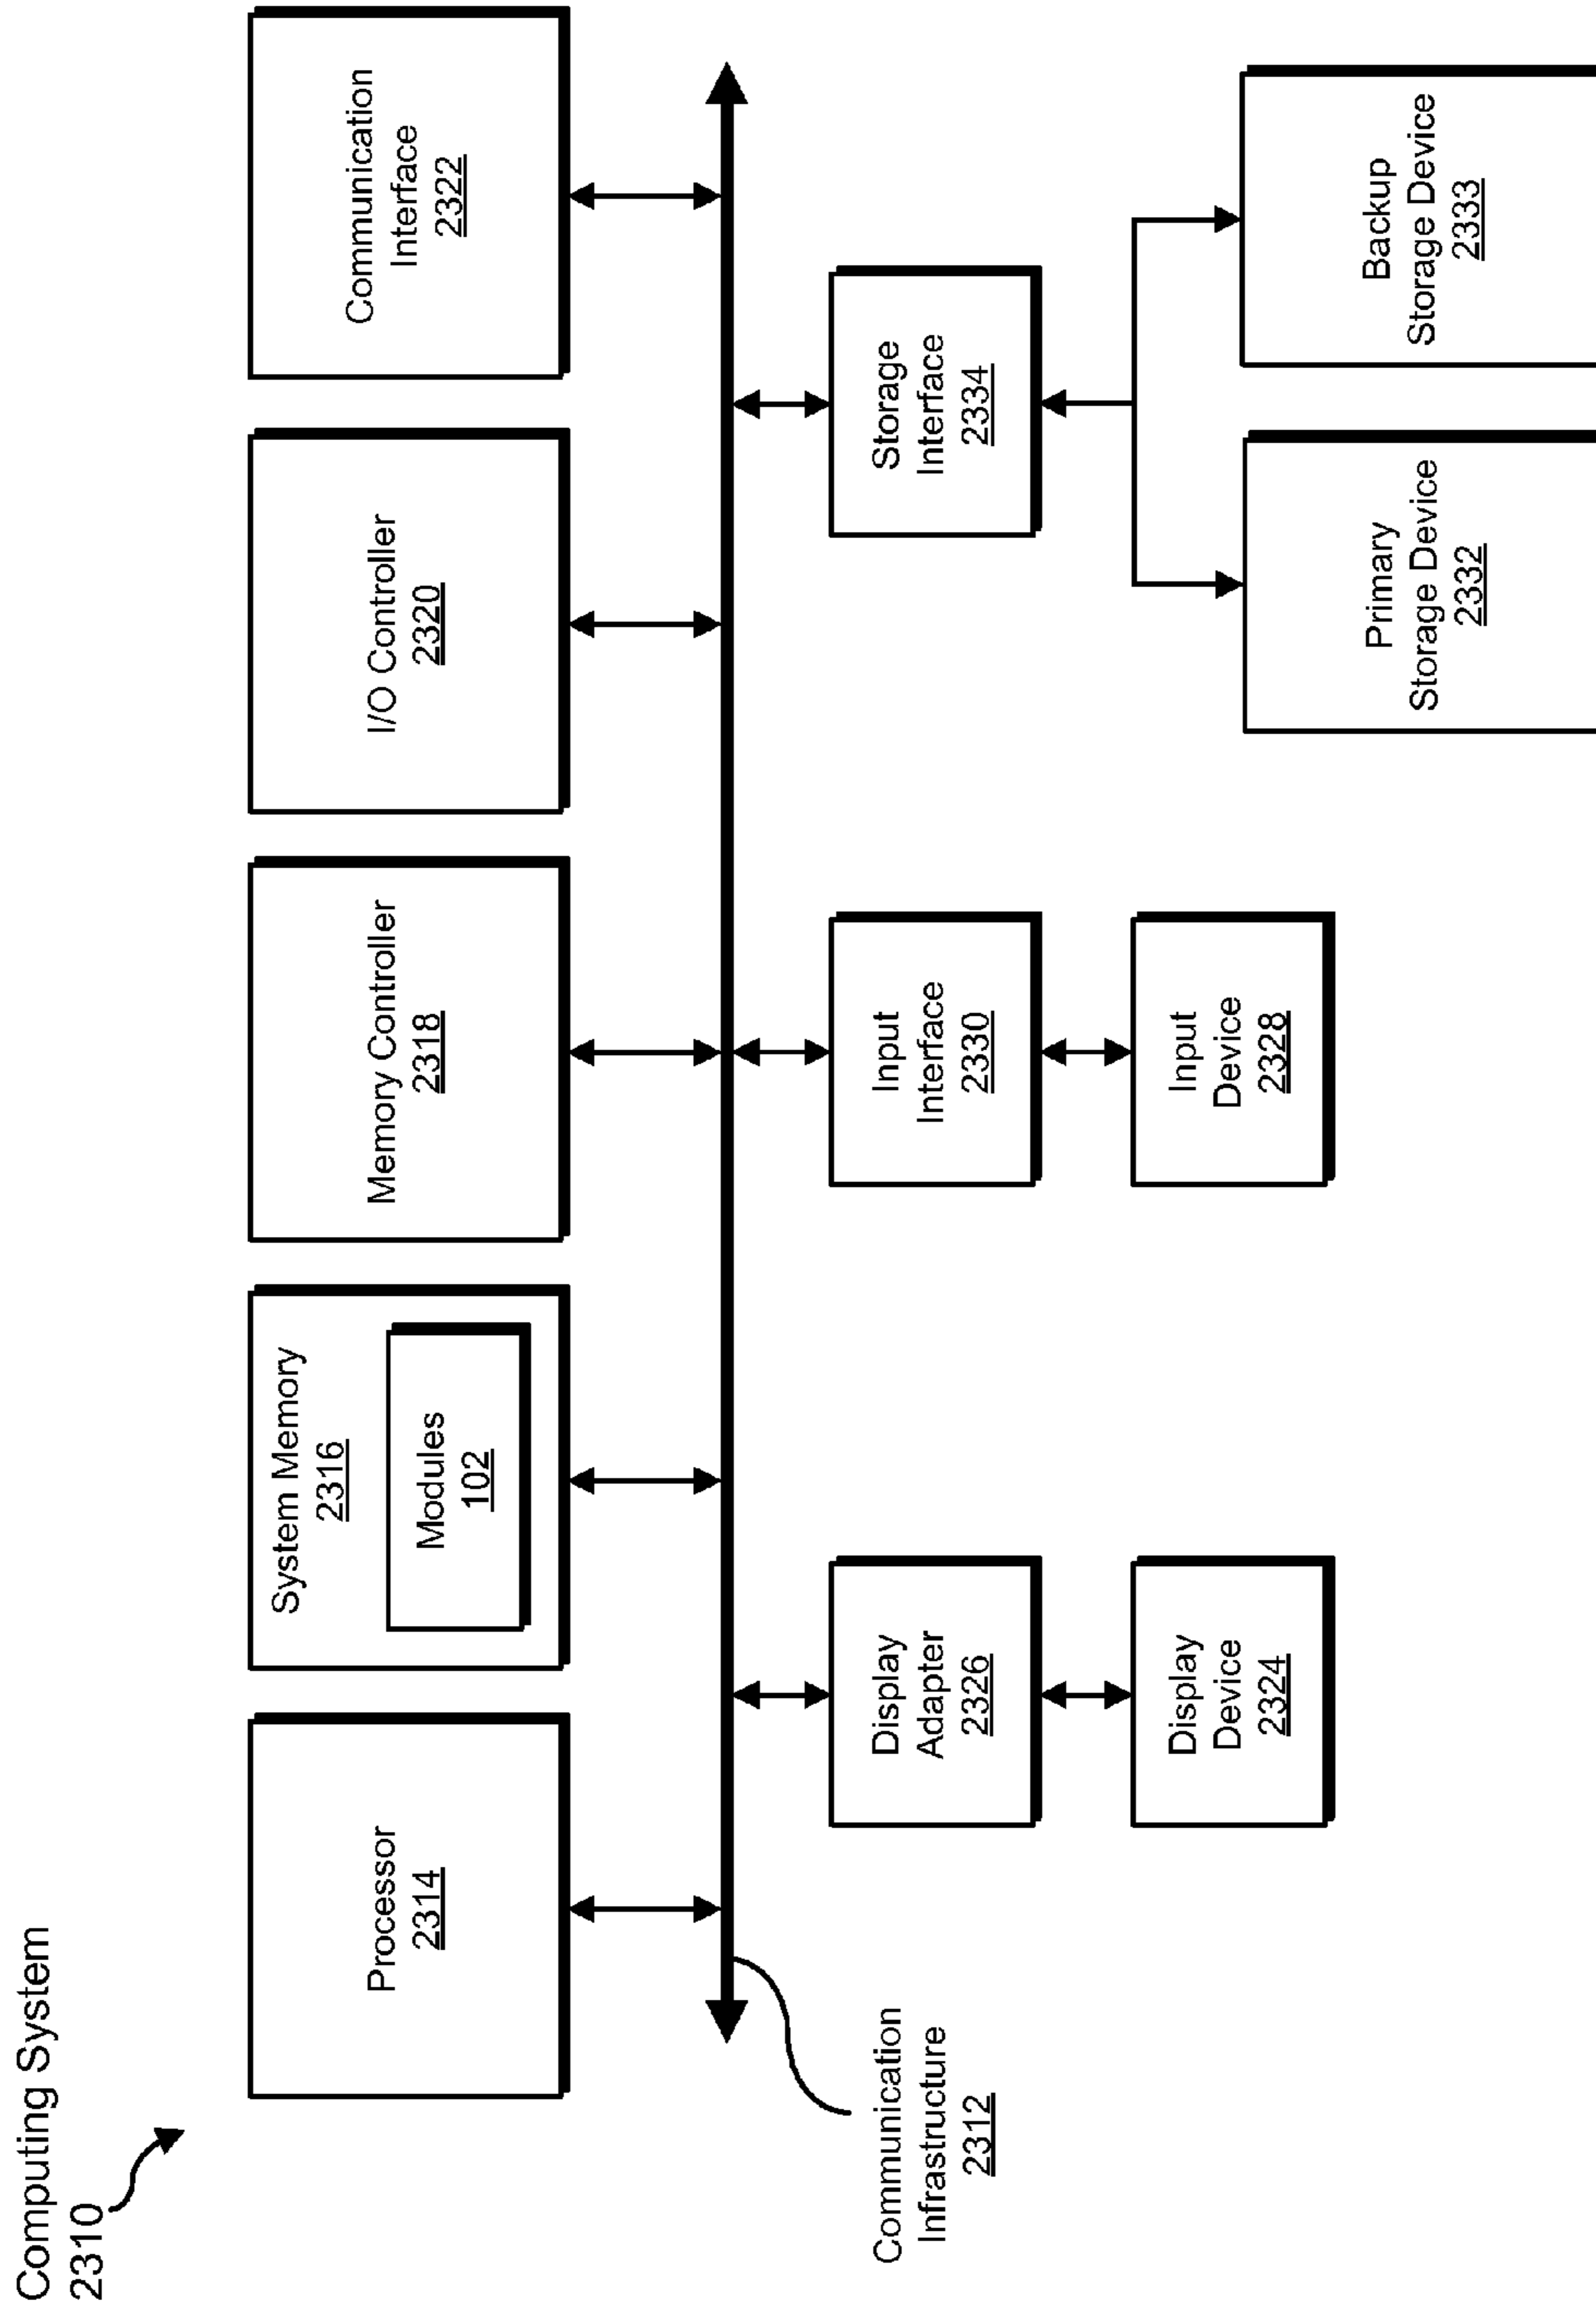 Computing System
2310
Processor
2314
System Memory
2316
Modules
102
Memory Controller
2318
I/O Controller
2320
Communication
Interface
2322
Communication
Infrastructure
2312
Display
Adapter
2326
Input
Interface
2330
Storage
Interface
2334
Display
Device
2324
Input
Device
2328
Primary
Storage Device
2332
Backup
Storage Device
2333